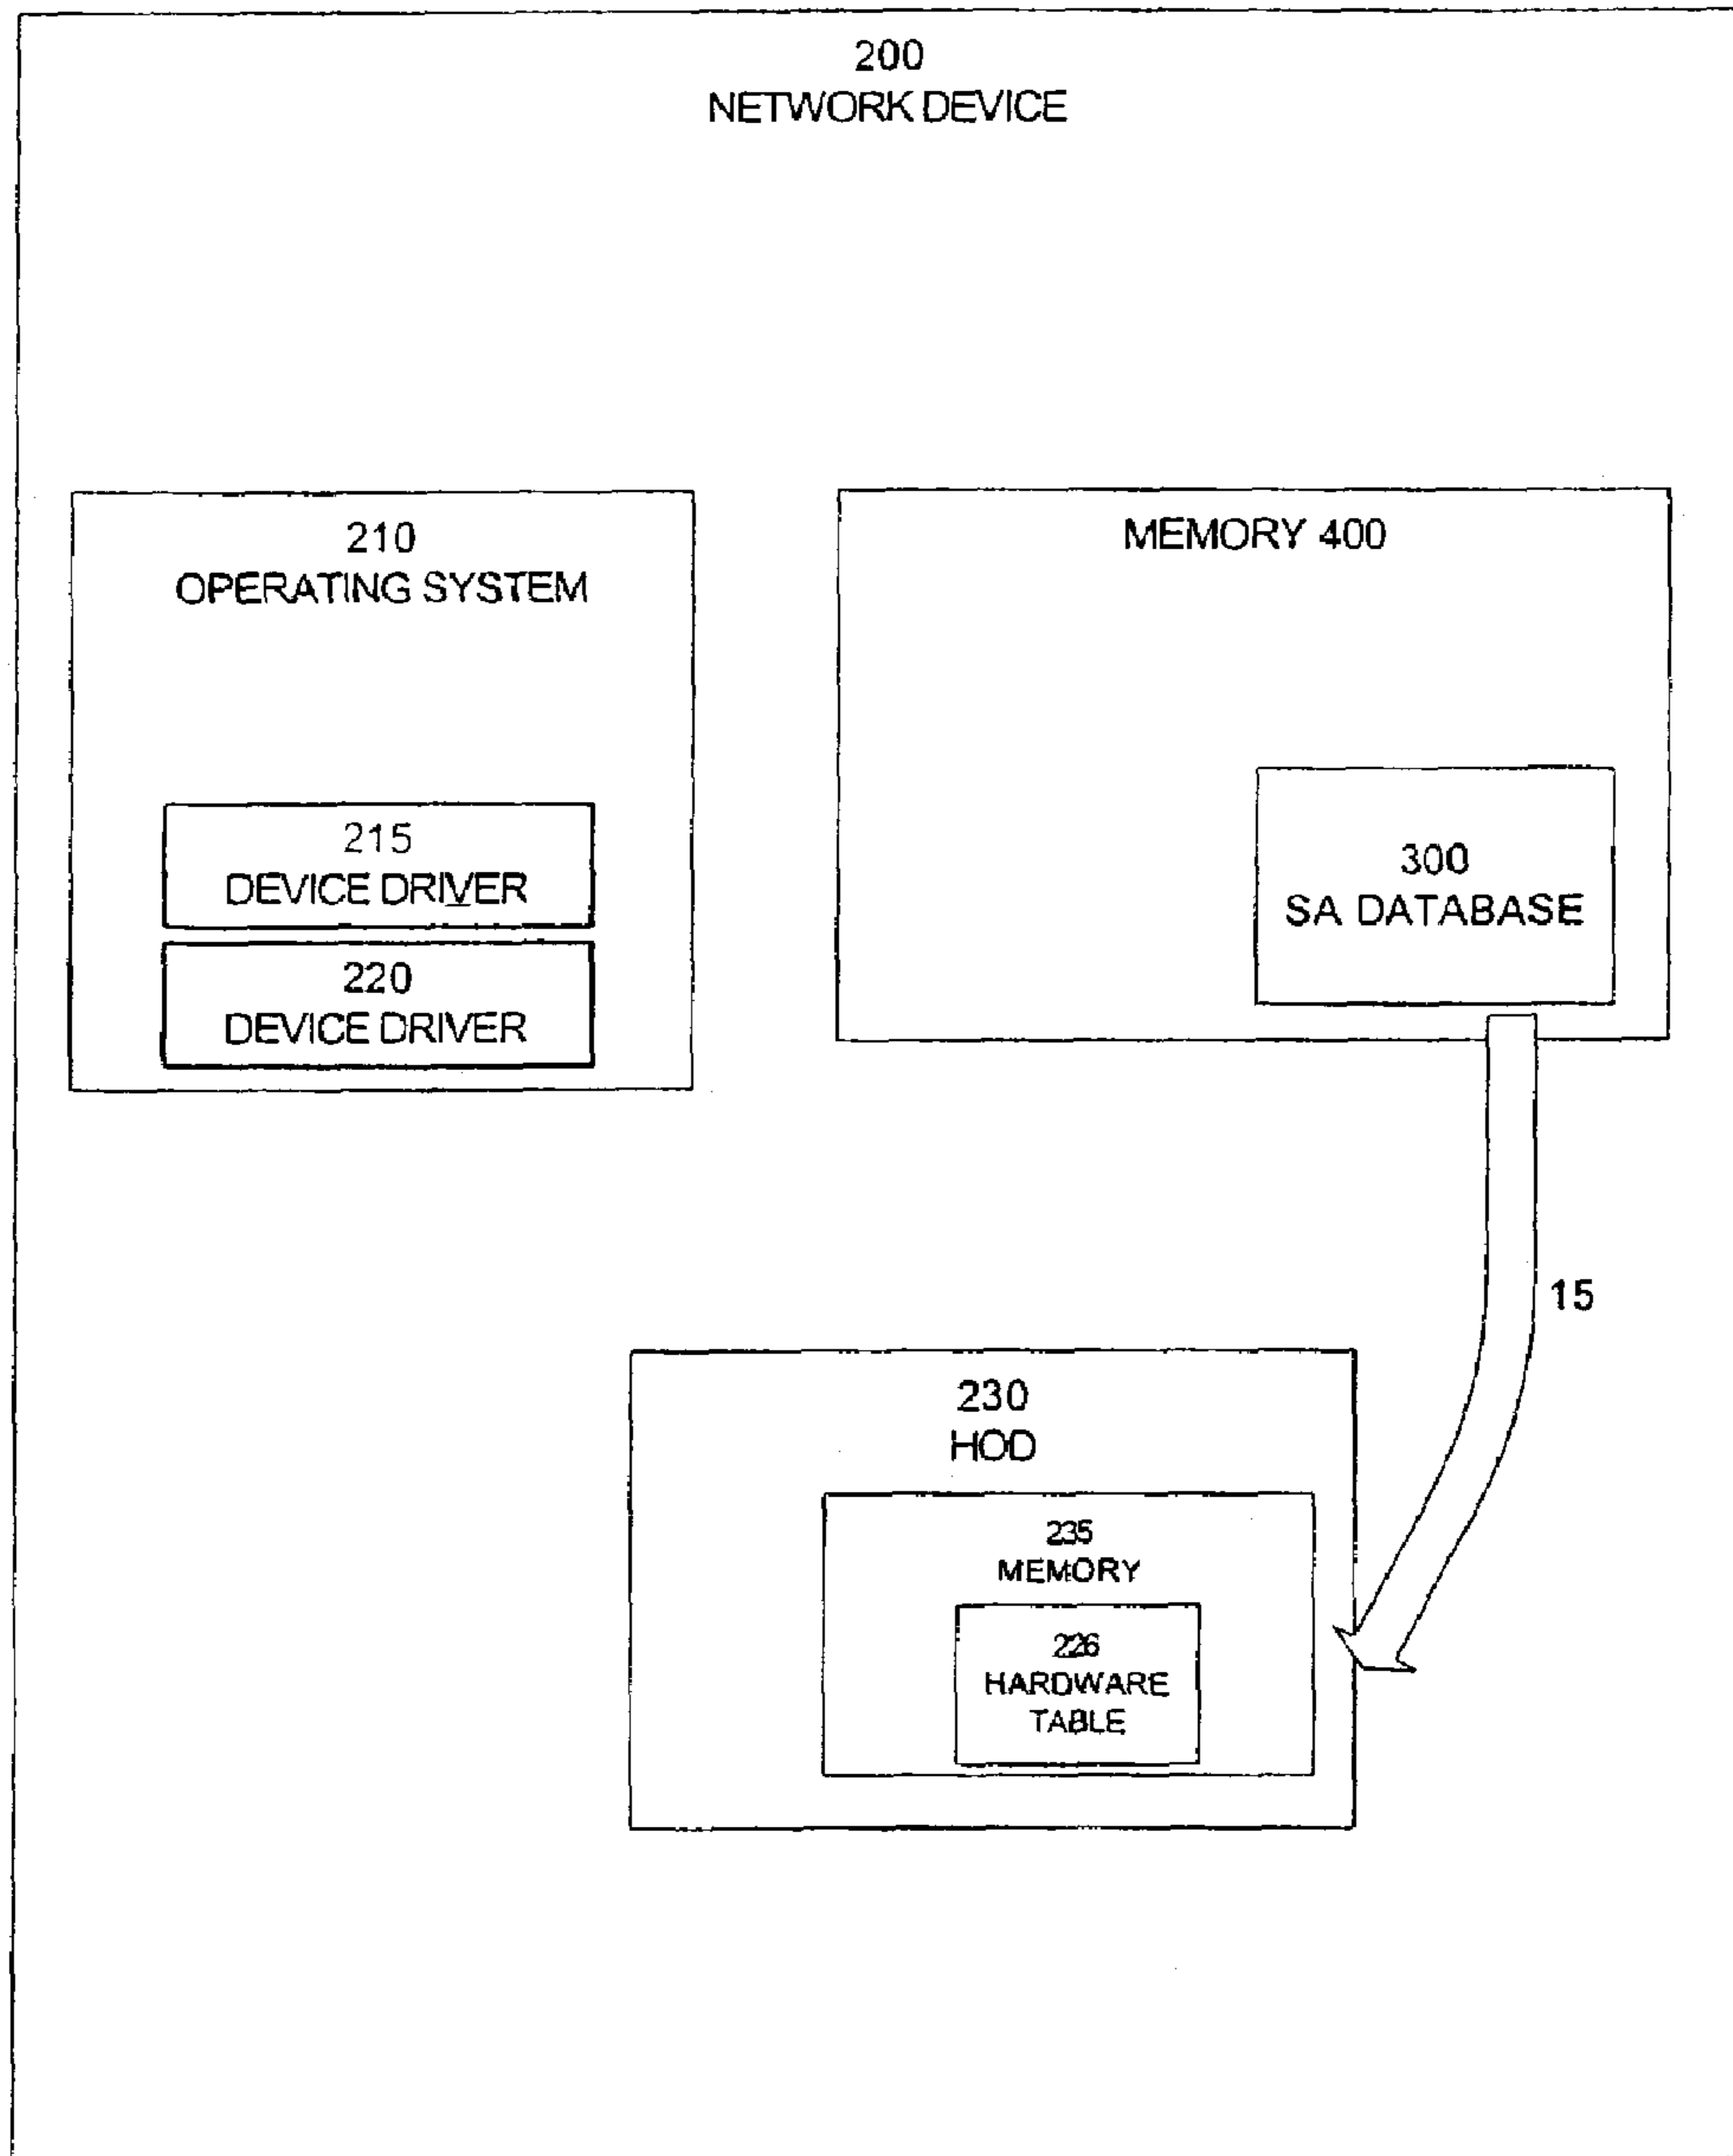 200
NETWORK DEVICE
210
OPERATING SYSTEM
215
DEVICE DRIVER
220
DEVICE DRIVER
MEMORY 400
300
SA DATABASE
15
230
HOD
235
MEMORY
226
HARDWARE
TABLE